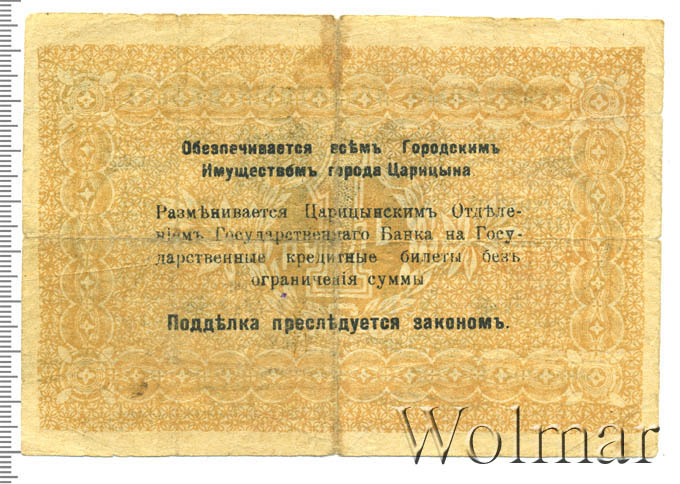 Обезпечивается всѣмъ Городскимъ
Имуществомъ города Царицына
Размѣнивается Царицынскимъ Отдѣле-
ніемъ Государственнаго Банка на Госу-
дарственные кредитные билеты безъ
ограниченія суммы
Поддѣлка преслѣдуется закономъ.
Wolmar